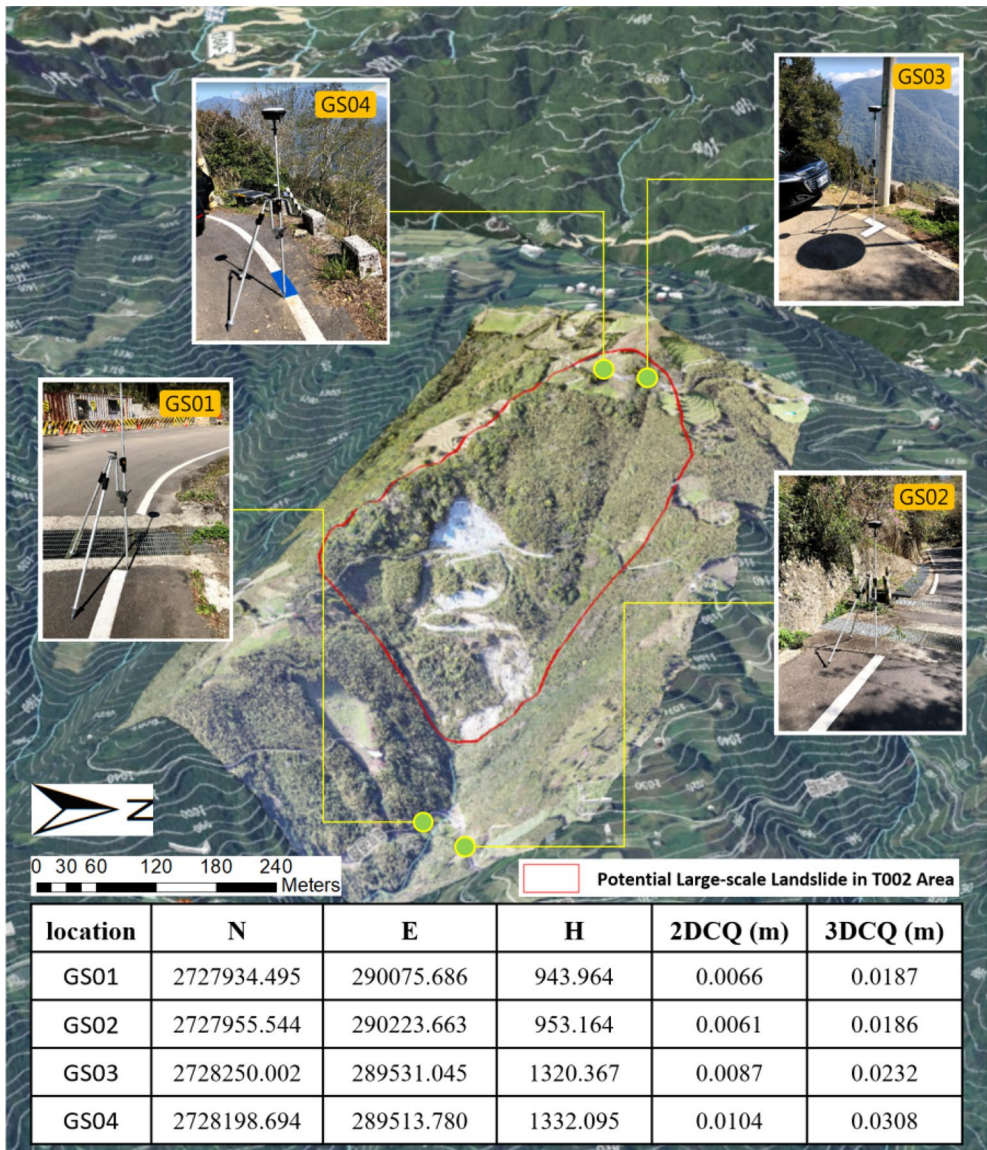 GS04
GS03
GS01
GS02
N
0 30 60 120 180 240
Meters
Potential Large-scale Landslide in T002 Area
location N E H 2DCQ (m) 3DCQ (m)
GS01 2727934.495 290075.686 943.964 0.0066 0.0187
GS02 2727955.544 290223.663 953.164 0.0061 0.0186
GS03 2728250.002 289531.045 1320.367 0.0087 0.0232
GS04 2728198.694 289513.780 1332.095 0.0104 0.0308